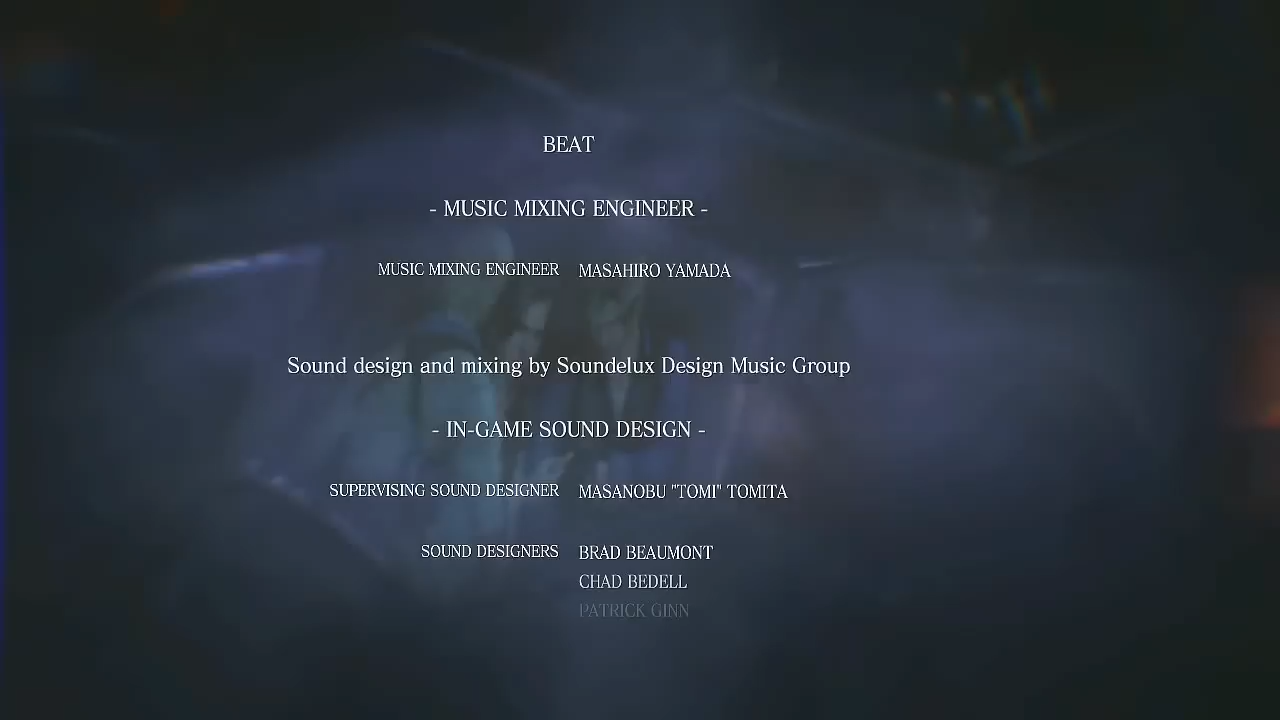 BEAT
- MUSIC MIXING ENGINEER -
MUSIC MIXING ENGINEER MASAHIRO YAMADA
Sound design and mixing by Soundelux Design Music Group
- IN-GAME SOUND DESIGN -
SUPERVISING SOUND DESIGNER MASANOBU "TOMI" TOMITA
SOUND DESIGNERS BRAD BEAUMONT
CHAD BEDELL
PATRICK GINN